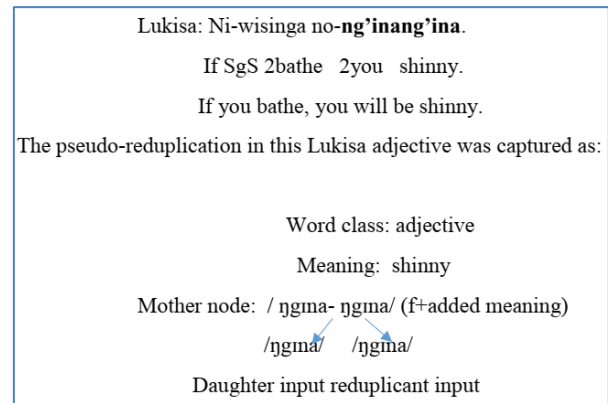 Lukisa: Ni-wisinga no-ng’inang’ina.
If SgS 2bathe 2you shinny.
If you bathe, you will be shinny.
The pseudo-reduplication in this Lukisa adjective was captured as:
Word class: adjective
Meaning: shinny
Mother node: / ŋgɪna- ŋgɪna/ (f+added meaning)
/ŋgɪna/ /ŋgɪna/
Daughter input reduplicant input